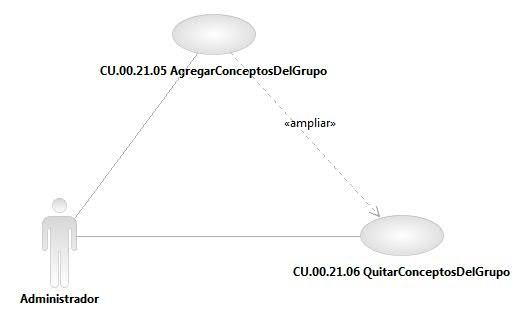 CU.00.21.05 AgregarConceptosDelGrupo
«ampliar»
CU.00.21.06 QuitarConceptosDelGrupo
Administrador